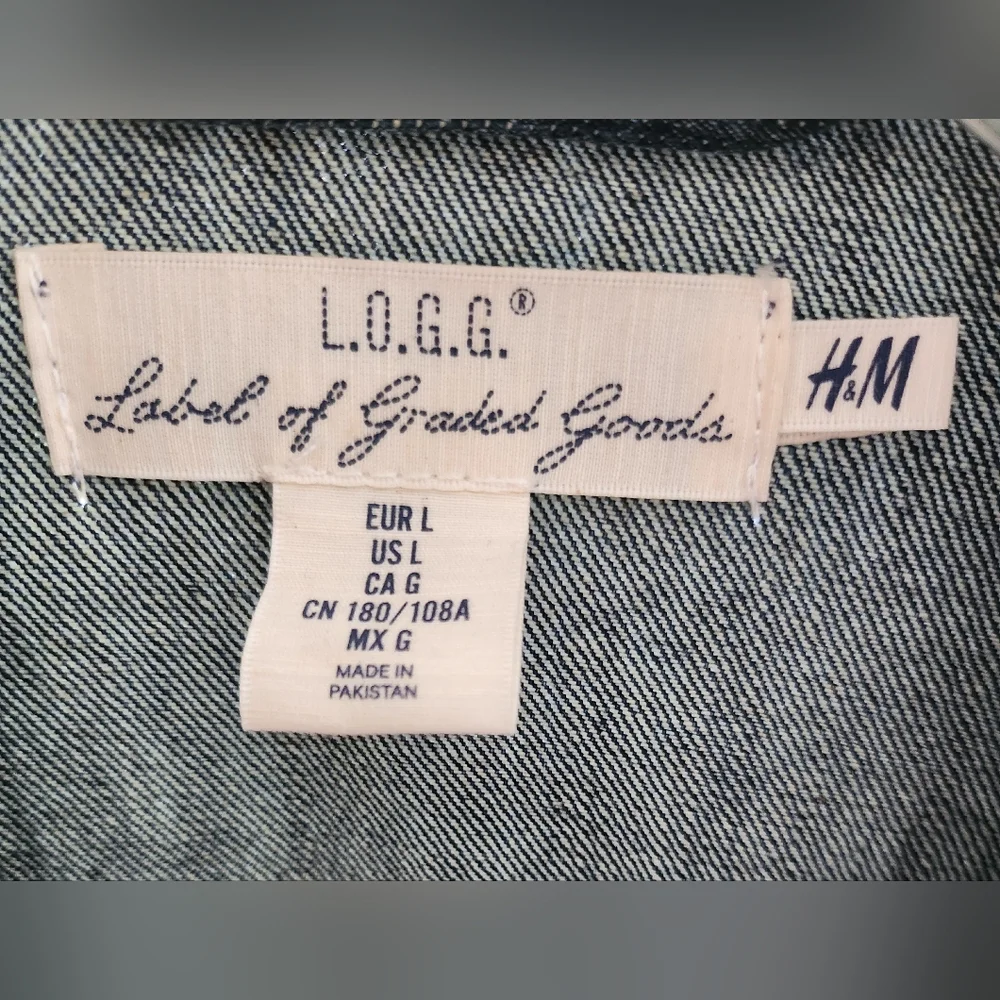 L.O.G.G.®
Label of Graded Goods
H&M
EUR L
US L
CA G
CN 180/108A
MX G
MADE IN
PAKISTAN